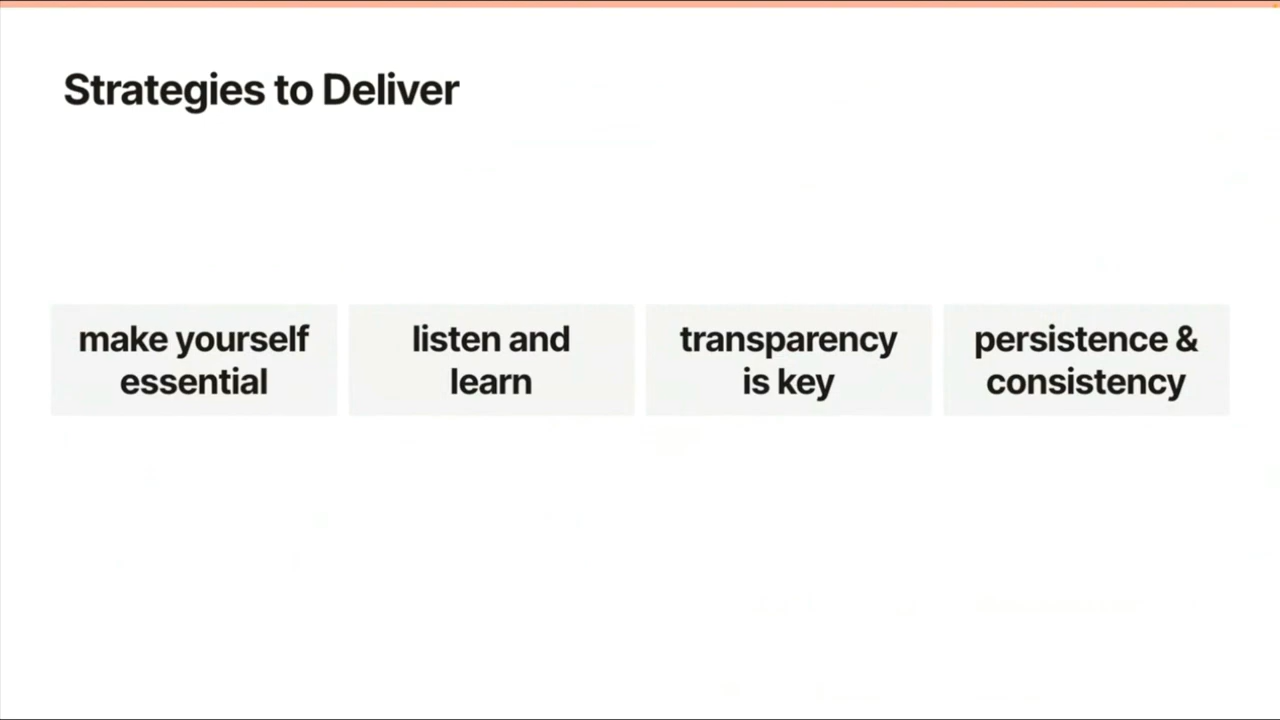 Strategies to Deliver
make yourself
essential
listen and
learn
transparency
is key
persistence &
consistency